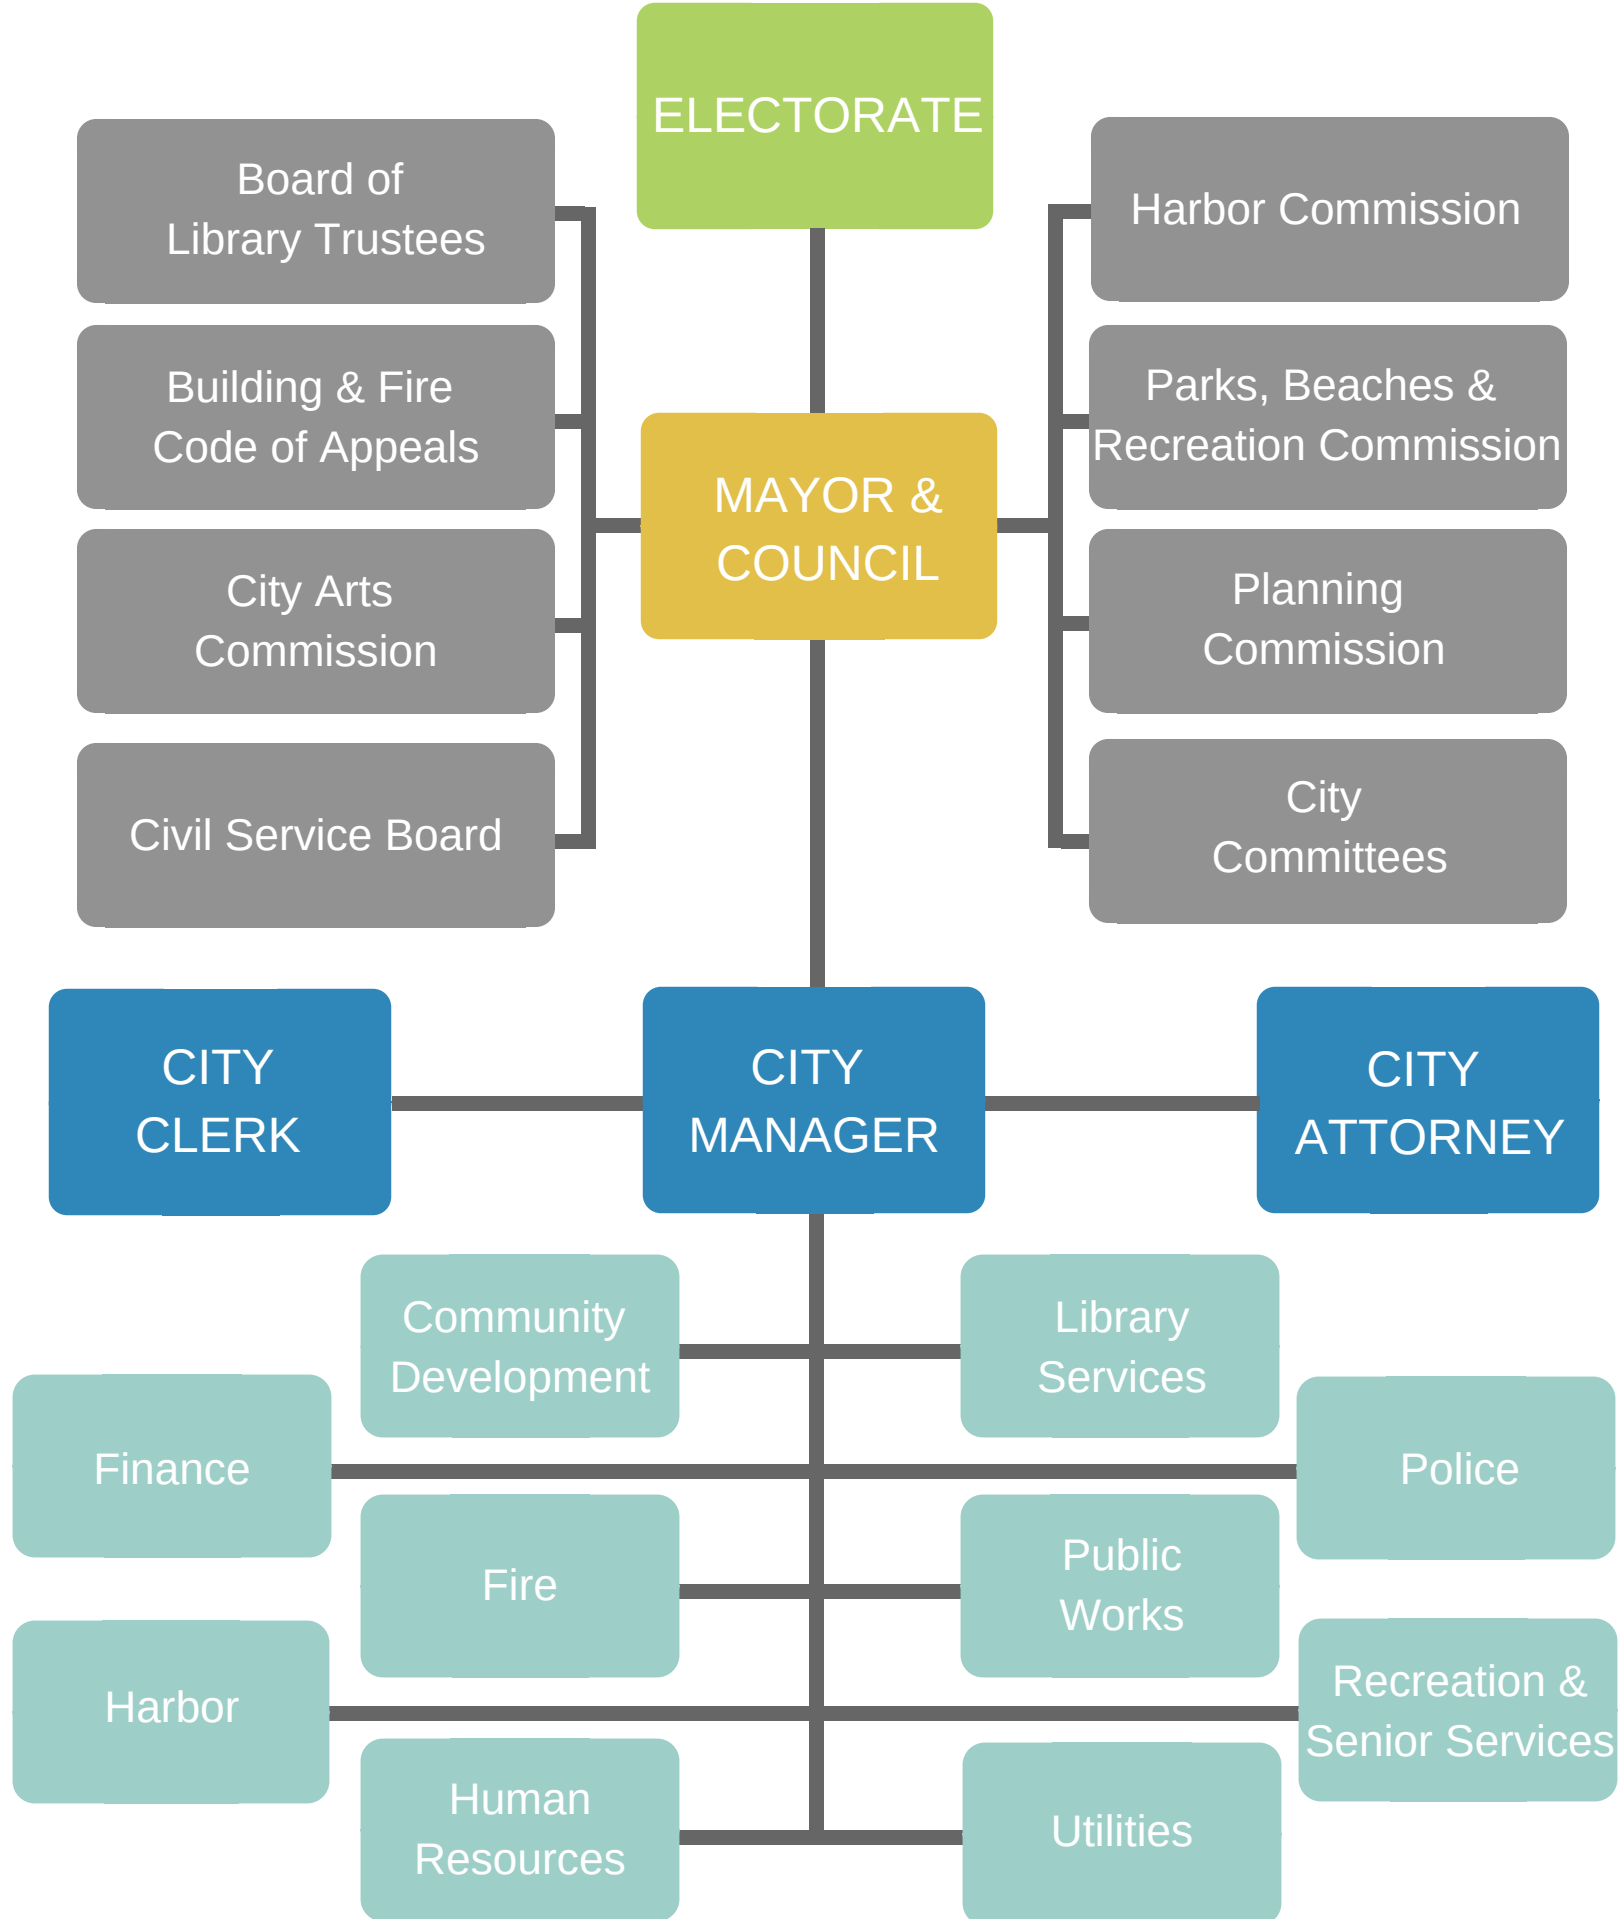 ELECTORATE
Board of
Library Trustees
Harbor Commission
Building & Fire
Code of Appeals
Parks, Beaches &
Recreation Commission
MAYOR &
COUNCIL
City Arts
Commission
Planning
Commission
Civil Service Board
City
Committees
CITY
CLERK
CITY
MANAGER
CITY
ATTORNEY
Community
Development
Library
Services
Finance
Police
Fire
Public
Works
Harbor
Recreation &
Senior Services
Human
Resources
Utilities